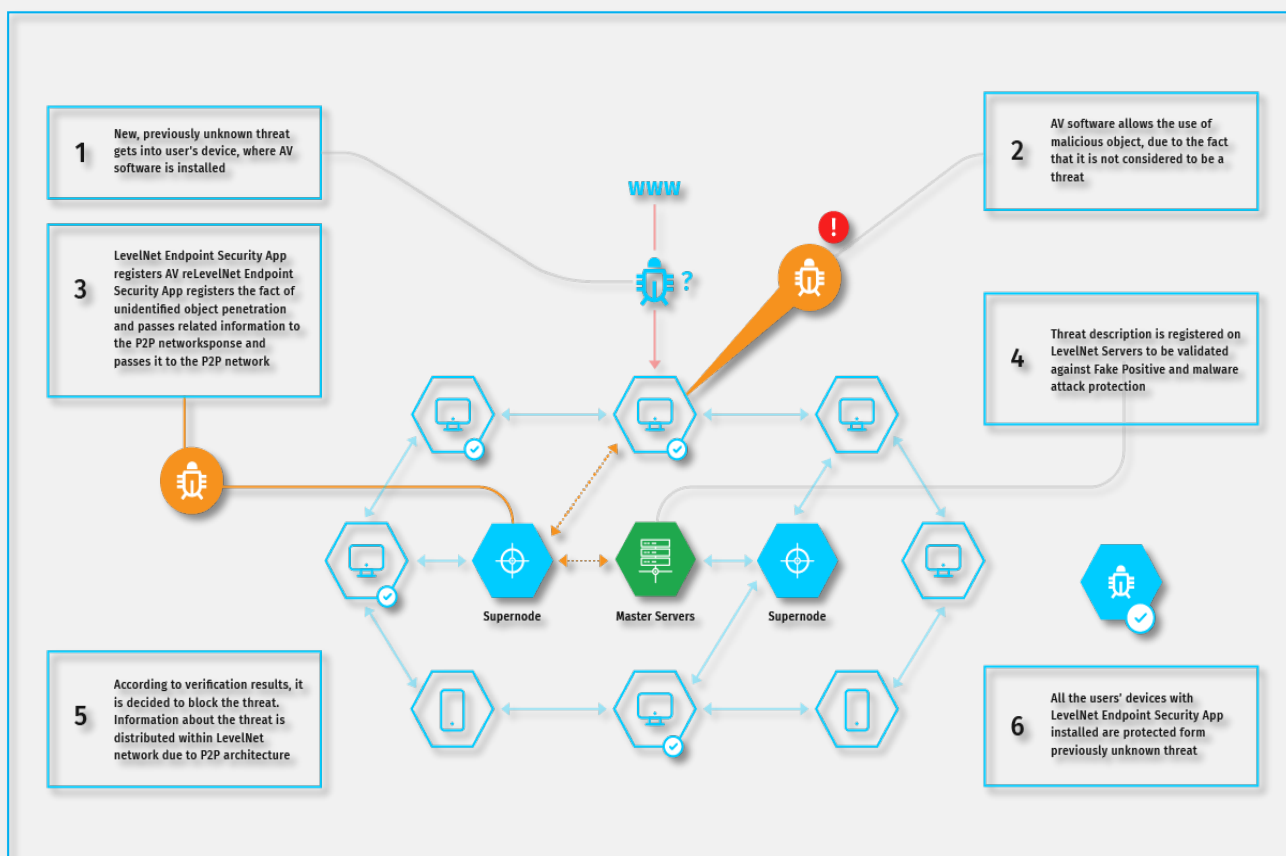 1
New, previously unknown threat
gets into user's device, where AV
software is installed
2
AV software allows the use of
malicious object, due to the fact
that it is not considered to be a
threat
WWW
!
?
3
LevelNet Endpoint Security App
registers AV reLevelNet Endpoint
Security App registers the fact of
unidentified object penetration
and passes related information to
the P2P networksponse and
passes it to the P2P network
4
Threat description is registered on
LevelNet Servers to be validated
against Fake Positive and malware
attack protection
Supernode
Master Servers
Supernode
5
According to verification results, it
is decided to block the threat.
Information about the threat is
distributed within LevelNet
network due to P2P architecture
6
All the users' devices with
LevelNet Endpoint Security App
installed are protected form
previously unknown threat